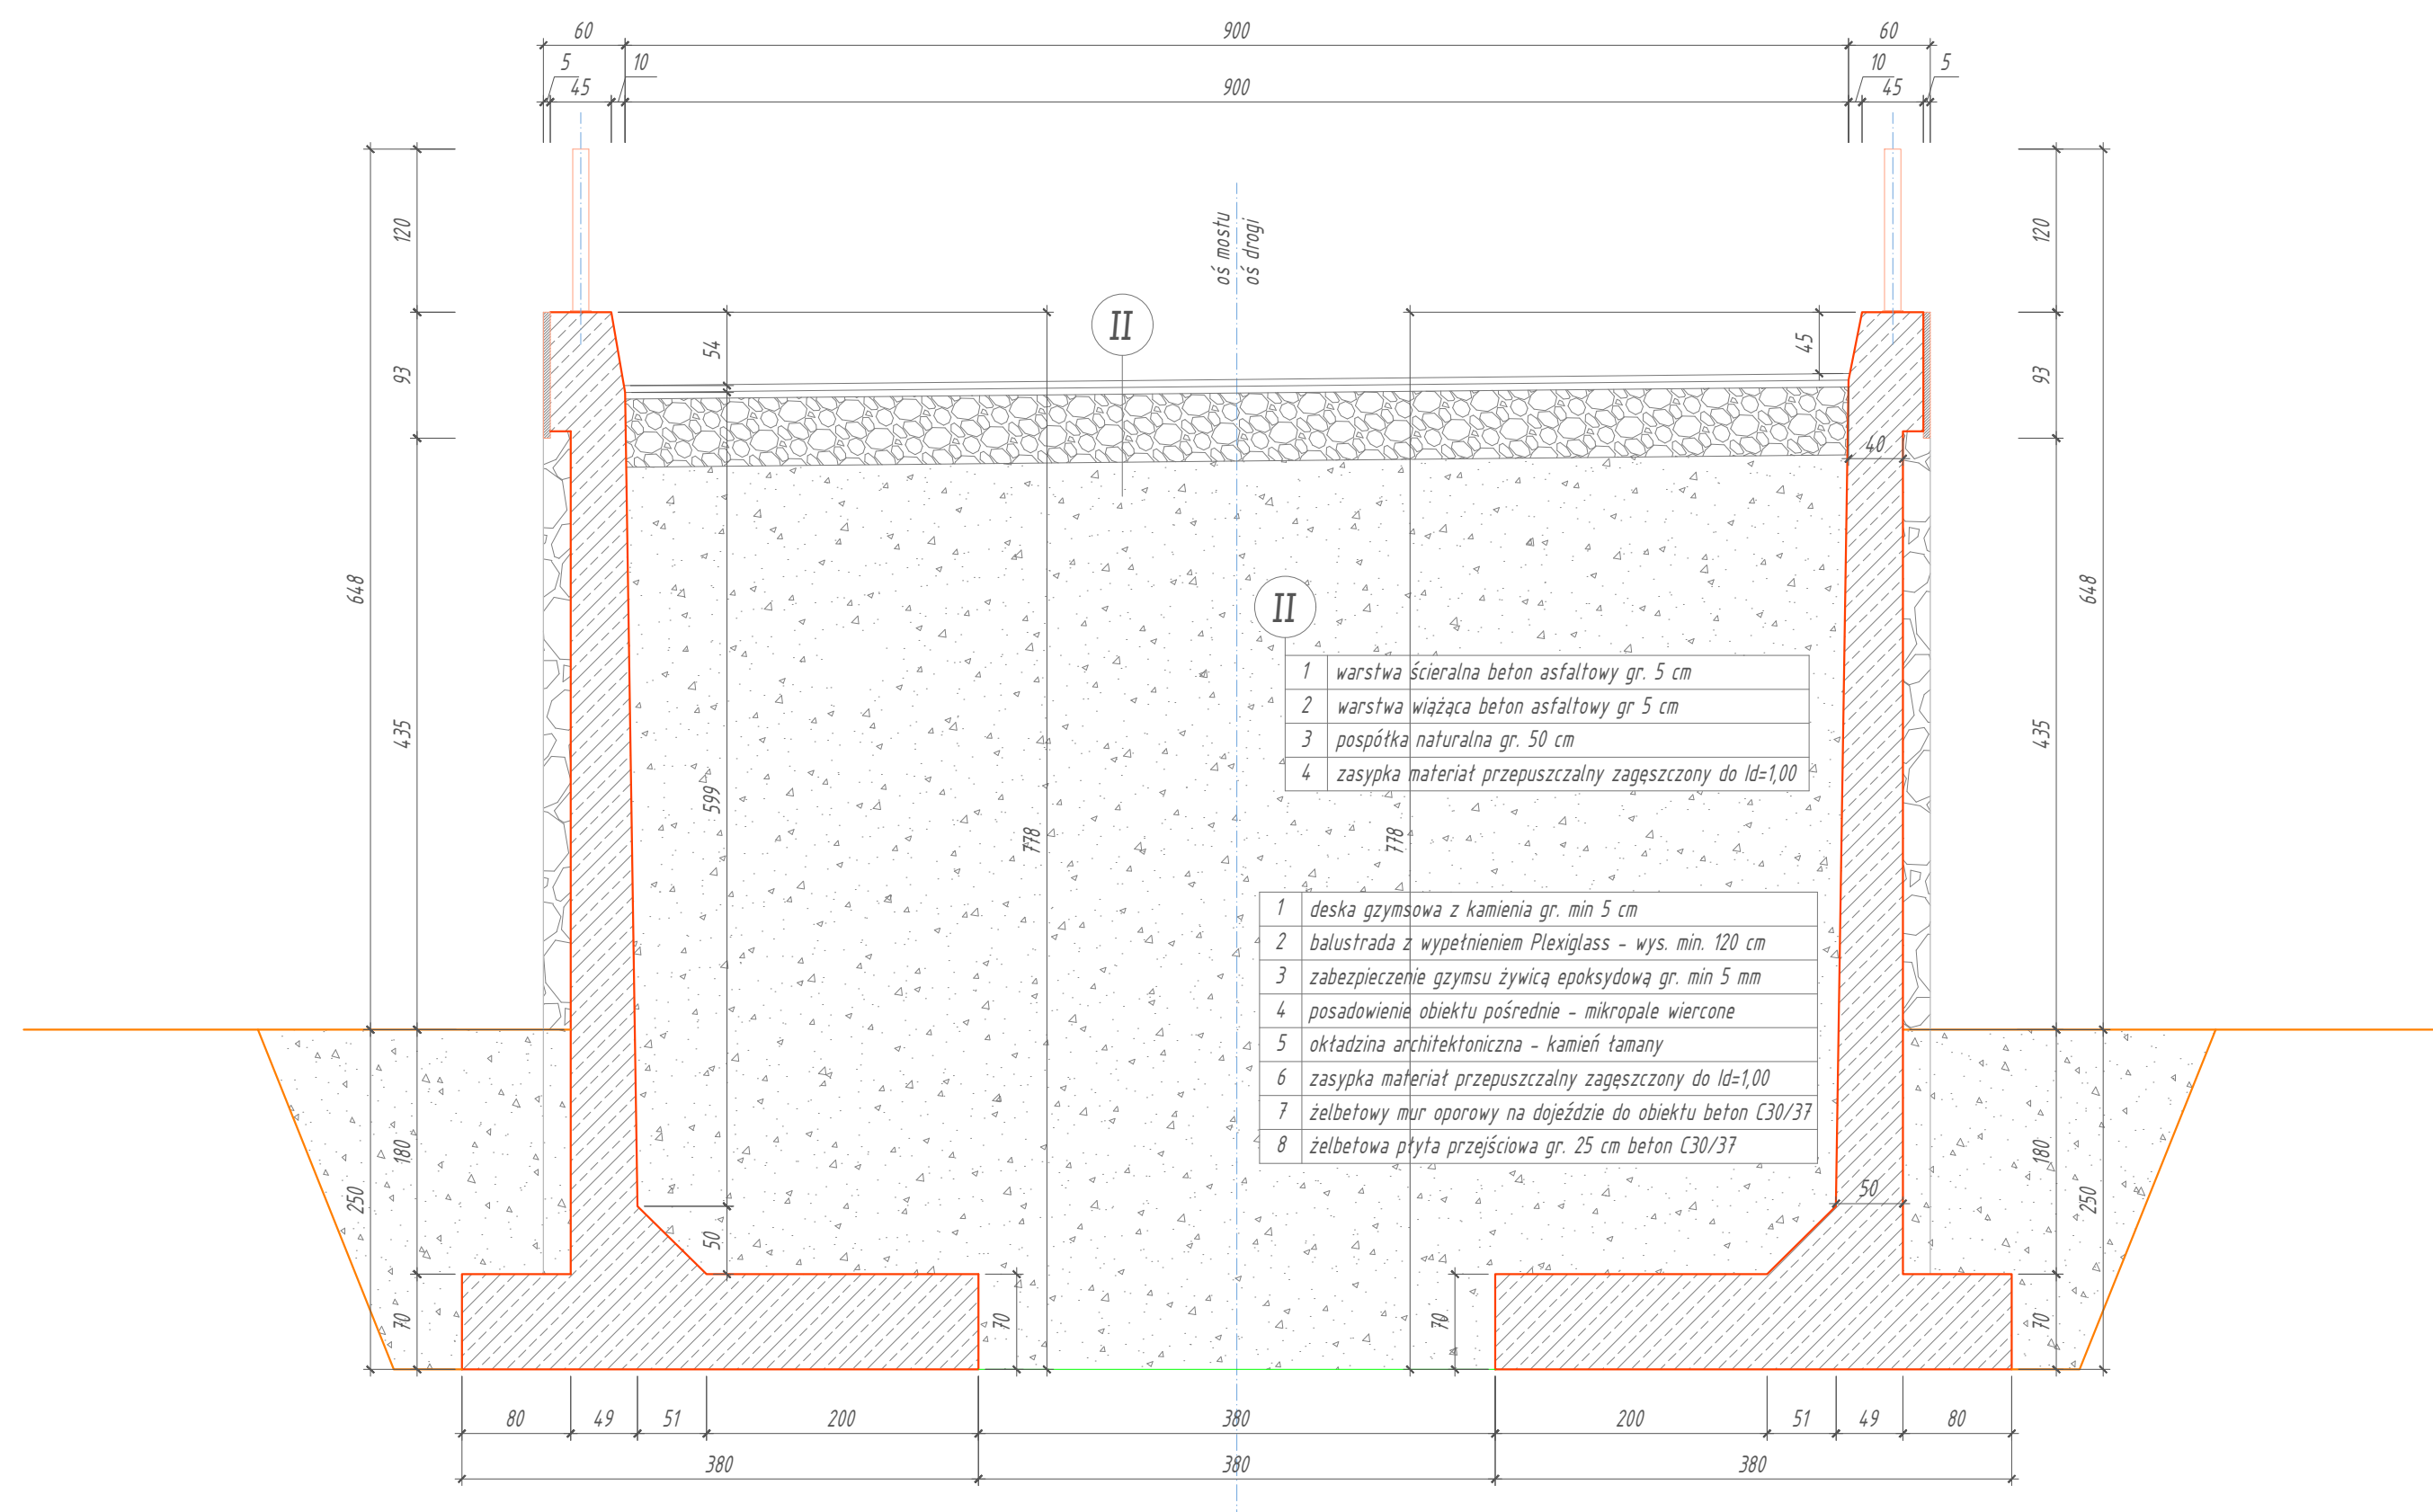 60 900 60
5 10 10 5
45 900 45
120 120
oś mostu
oś drogi
II
54 45
93 93
40
648 648
II
1 warstwa ścieralna beton asfaltowy gr. 5 cm
2 warstwa wiążąca beton asfaltowy gr 5 cm
3 pospółka naturalna gr. 50 cm
4 zasypka materiał przepuszczalny zagęszczony do Id=1,00
435 599 778 778 435
1 deska gzymsowa z kamienia gr. min 5 cm
2 balustrada z wypełnieniem Plexiglass - wys. min. 120 cm
3 zabezpieczenie gzymsu żywicą epoksydową gr. min 5 mm
4 posadowienie obiektu pośrednie - mikropale wiercone
5 okładzina architektoniczna - kamień łamany
6 zasypka materiał przepuszczalny zagęszczony do Id=1,00
7 żelbetowy mur oporowy na dojeździe do obiektu beton C30/37
8 żelbetowa płyta przejściowa gr. 25 cm beton C30/37
180 180
250 50 250
50
70 70 70 70
80 49 51 200 380 200 51 49 80
380 380 380